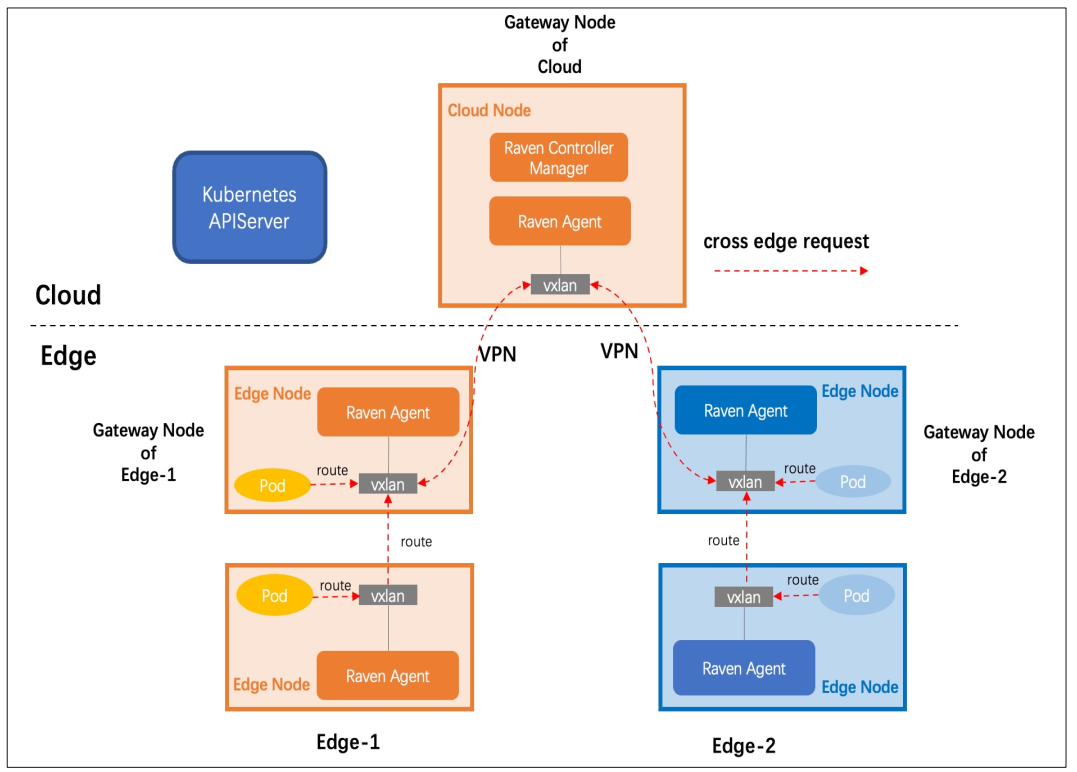 Gateway Node
of
Cloud
Cloud Node
Raven Controller
Manager
Kubernetes
APIServer
Raven Agent
cross edge request
vxlan
Cloud
Edge
VPN
VPN
Edge Node
Raven Agent
Gateway Node
of
Edge-1
route
Pod
vxlan
route
Pod
route
vxlan
Edge Node
Raven Agent
Edge-1
Raven Agent
Edge Node
Gateway Node
of
Edge-2
route
vxlan
Pod
route
route
vxlan
Pod
Raven Agent
Edge Node
Edge-2